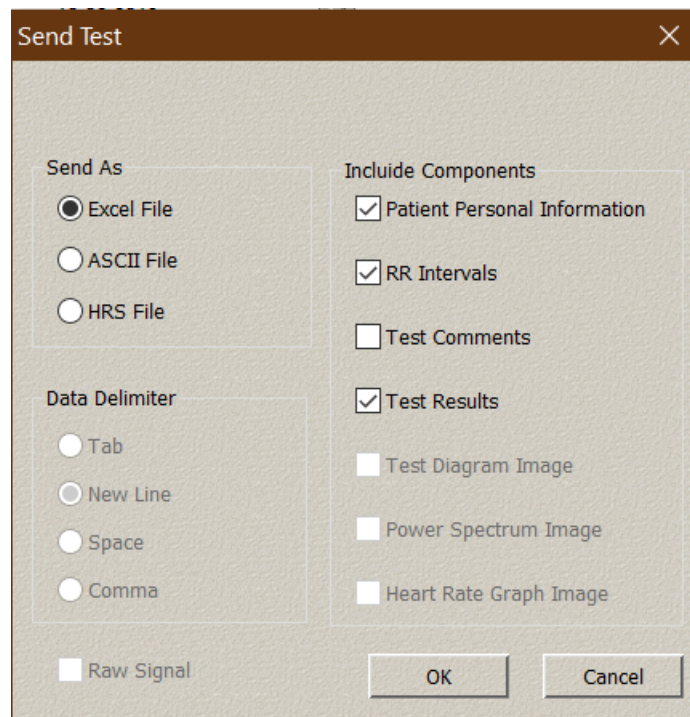 Send Test
Send As
Excel File
ASCII File
HRS File
Data Delimiter
Tab
New Line
Space
Comma
Raw Signal
Incluide Components
Patient Personal Information
RR Intervals
Test Comments
Test Results
Test Diagram Image
Power Spectrum Image
Heart Rate Graph Image
OK
Cancel